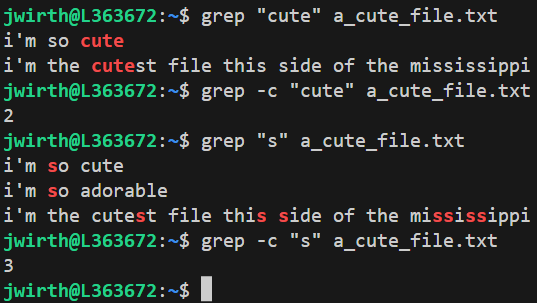 jwirth@L363672:~$ grep "cute" a_cute_file.txt
i'm so cute
i'm the cutest file this side of the mississippi
jwirth@L363672:~$ grep -c "cute" a_cute_file.txt
2
jwirth@L363672:~$ grep "s" a_cute_file.txt
i'm so cute
i'm so adorable
i'm the cutest file this side of the mississippi
jwirth@L363672:~$ grep -c "s" a_cute_file.txt
3
jwirth@L363672:~$